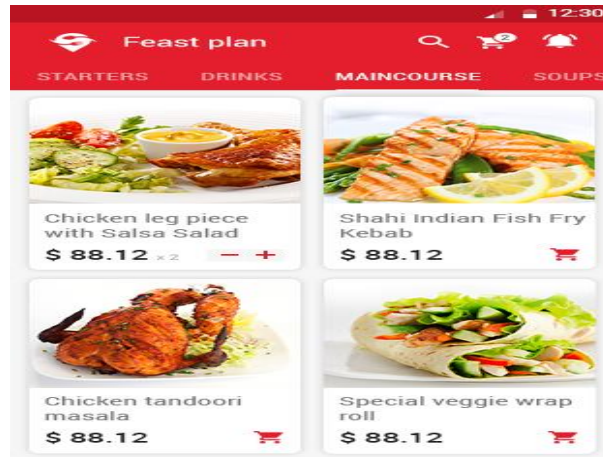 12:30
Feast plan
2
STARTERS DRINKS MAINCOURSE SOUPS
Chicken leg piece
with Salsa Salad
$ 88.12 x 2 − +
Shahi Indian Fish Fry
Kebab
$ 88.12
Chicken tandoori
masala
$ 88.12
Special veggie wrap
roll
$ 88.12